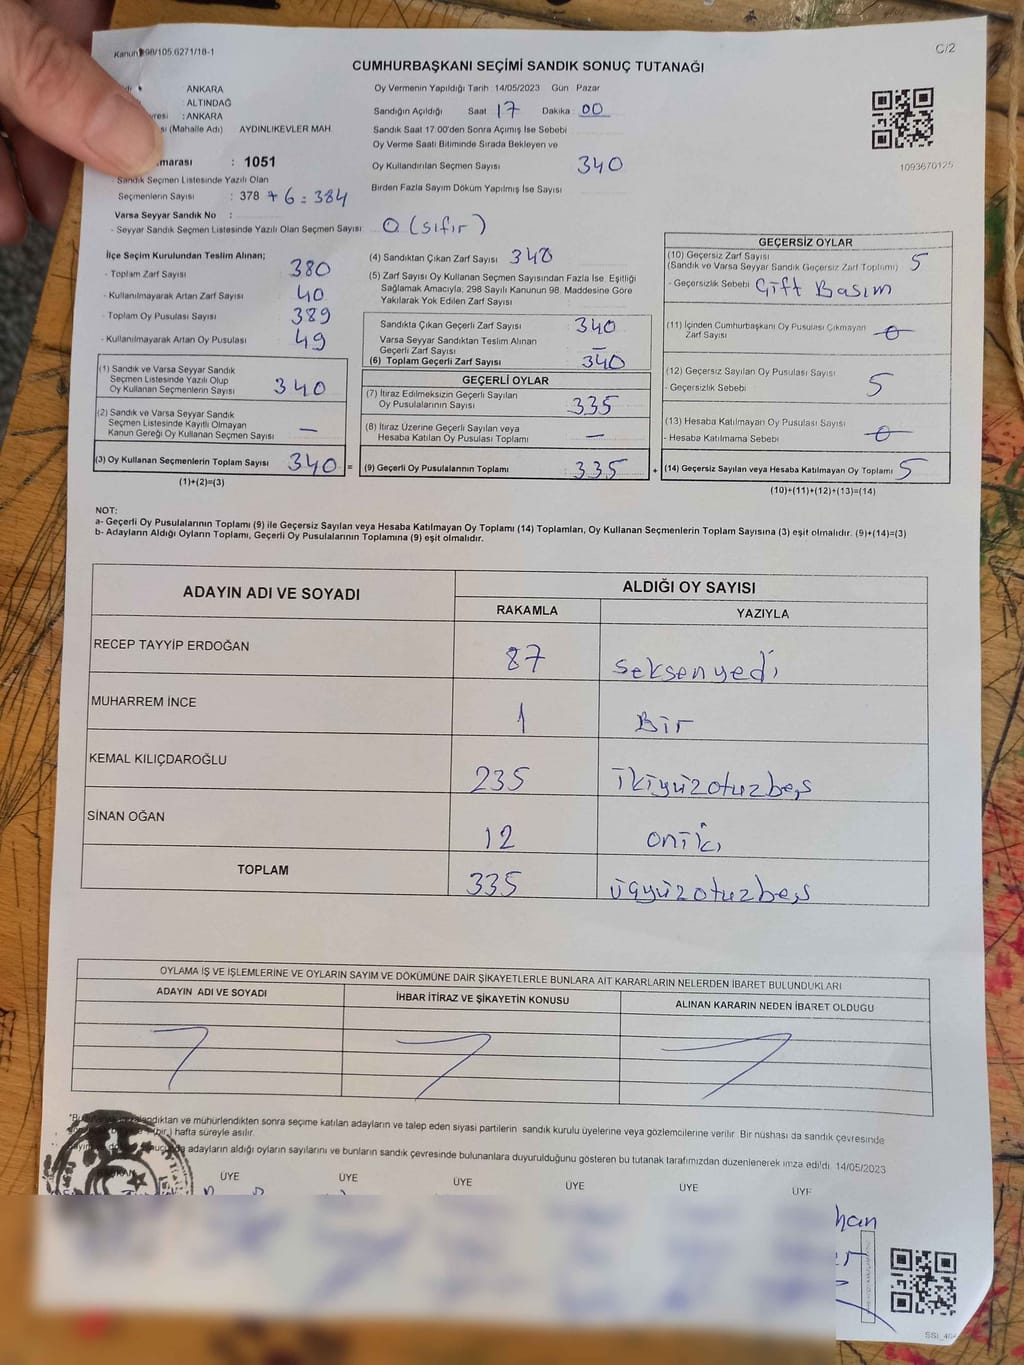 Kanun 98/105,6271/18-1
C/2
CUMHURBAŞKANI SEÇİMİ SANDIK SONUÇ TUTANAĞI
ANKARA
: ALTINDAĞ
: ANKARA
(Mahalle Adı) : AYDINLIKEVLER MAH.
: 1051
- Sandık Seçmen Listesinde Yazılı Olan
Seçmenlerin Sayısı : 378 + 6 = 384
Varsa Seyyar Sandık No :
- Seyyar Sandık Seçmen Listesinde Yazılı Olan Seçmen Sayısı 0 (sıfır)
Oy Vermenin Yapıldığı Tarih : 14/05/2023 Gün : Pazar
Sandığın Açıldığı Saat 17 Dakika 00
Sandık Saat 17.00'den Sonra Açımış İse Sebebi
Oy Verme Saati Bitiminde Sırada Bekleyen ve
Oy Kullandırılan Seçmen Sayısı 340
Birden Fazla Sayım Döküm Yapılmış İse Sayısı
1093670125
İlçe Seçim Kurulundan Teslim Alınan;
- Toplam Zarf Sayısı 380
- Kullanılmayarak Artan Zarf Sayısı 40
- Toplam Oy Pusulası Sayısı 389
- Kullanılmayarak Artan Oy Pusulası 49
(1) Sandık ve Varsa Seyyar Sandık
Seçmen Listesinde Yazılı Olup
Oy Kullanan Seçmenlerin Sayısı 340
(2) Sandık ve Varsa Seyyar Sandık
Seçmen Listesinde Kayıtlı Olmayan
Kanun Gereği Oy Kullanan Seçmen Sayısı —
(3) Oy Kullanan Seçmenlerin Toplam Sayısı 340 =
(1)+(2)=(3)
(4) Sandıktan Çıkan Zarf Sayısı 340
(5) Zarf Sayısı Oy Kullanan Seçmen Sayısından Fazla İse Eşitliği
Sağlamak Amacıyla, 298 Sayılı Kanunun 98. Maddesine Göre
Yakılarak Yok Edilen Zarf Sayısı
Sandıkta Çıkan Geçerli Zarf Sayısı 340
Varsa Seyyar Sandıktan Teslim Alınan
Geçerli Zarf Sayısı —
(6) Toplam Geçerli Zarf Sayısı 340
GEÇERLİ OYLAR
(7) İtiraz Edilmeksizin Geçerli Sayılan
Oy Pusulalarının Sayısı 335
(8) İtiraz Üzerine Geçerli Sayılan veya
Hesaba Katılan Oy Pusulası Toplamı —
(9) Geçerli Oy Pusulalarının Toplamı 335 +
GEÇERSİZ OYLAR
(10) Geçersiz Zarf Sayısı
(Sandık ve Varsa Seyyar Sandık Geçersiz Zarf Toplamı) 5
- Geçersizlik Sebebi Çift Basım
(11) İçinden Cumhurbaşkanı Oy Pusulası Çıkmayan
Zarf Sayısı 0
(12) Geçersiz Sayılan Oy Pusulası Sayısı
- Geçersizlik Sebebi 5
(13) Hesaba Katılmayan Oy Pusulası Sayısı
- Hesaba Katılmama Sebebi 0
(14) Geçersiz Sayılan veya Hesaba Katılmayan Oy Toplamı 5
(10)+(11)+(12)+(13)=(14)
NOT:
a- Geçerli Oy Pusulalarının Toplamı (9) ile Geçersiz Sayılan veya Hesaba Katılmayan Oy Toplamı (14) Toplamları, Oy Kullanan Seçmenlerin Toplam Sayısına (3) eşit olmalıdır. (9)+(14)=(3)
b- Adayların Aldığı Oyların Toplamı, Geçerli Oy Pusulalarının Toplamına (9) eşit olmalıdır.
ADAYIN ADI VE SOYADI
ALDIĞI OY SAYISI
RAKAMLA YAZIYLA
RECEP TAYYİP ERDOĞAN 87 seksenyedi
MUHARREM İNCE 1 Bir
KEMAL KILIÇDAROĞLU 235 ikiyüzotuzbeş
SİNAN OĞAN 12 oniki
TOPLAM 335 üçyüzotuzbeş
OYLAMA İŞ VE İŞLEMLERİNE VE OYLARIN SAYIM VE DÖKÜMÜNE DAİR ŞİKAYETLERLE BUNLARA AİT KARARLARIN NELERDEN İBARET BULUNDUKLARI
ADAYIN ADI VE SOYADI İHBAR İTİRAZ VE ŞİKAYETİN KONUSU ALINAN KARARIN NEDEN İBARET OLDUĞU
ve mühürlendikten sonra seçime katılan adayların ve talep eden siyasi partilerin sandık kurulu üyelerine veya gözlemcilerine verilir. Bir nüshası da sandık çevresinde
hafta süreyle asılır.
adayların aldığı oyların sayılarını ve bunların sandık çevresinde bulunanlara duyurulduğunu gösteren bu tutanak tarafımızdan düzenlenerek imza edildi. 14/05/2023
ÜYE ÜYE ÜYE ÜYE ÜYE ÜYE